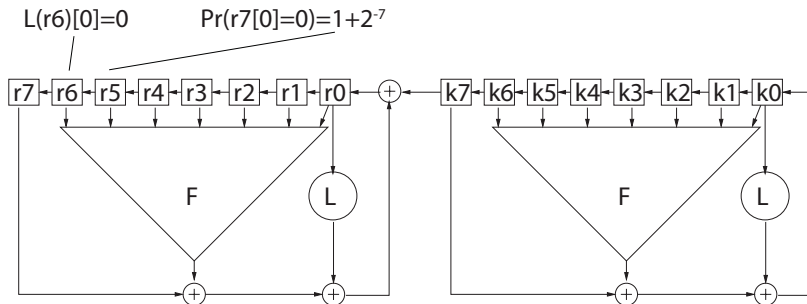 L(r6)[0]=0 Pr(r7[0]=0)=1+2⁻⁷
r7 r6 r5 r4 r3 r2 r1 r0 + k7 k6 k5 k4 k3 k2 k1 k0
F L F L
+ + + +